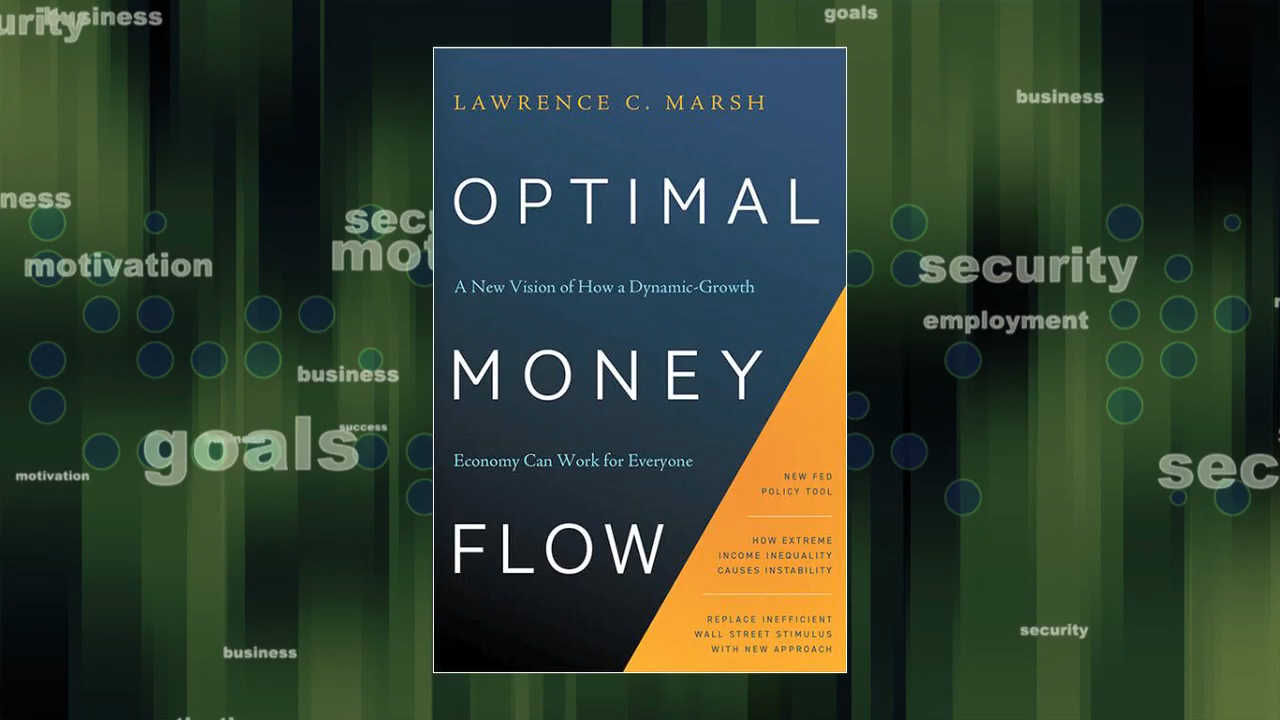 business
urity
goals
business
ness
secu
mot
motivation
security
employment
business
goals
success
motivation
sec
business
security
LAWRENCE C. MARSH
OPTIMAL
A New Vision of How a Dynamic-Growth
MONEY
Economy Can Work for Everyone
FLOW
NEW FED
POLICY TOOL
HOW EXTREME
INCOME INEQUALITY
CAUSES INSTABILITY
REPLACE INEFFICIENT
WALL STREET STIMULUS
WITH NEW APPROACH